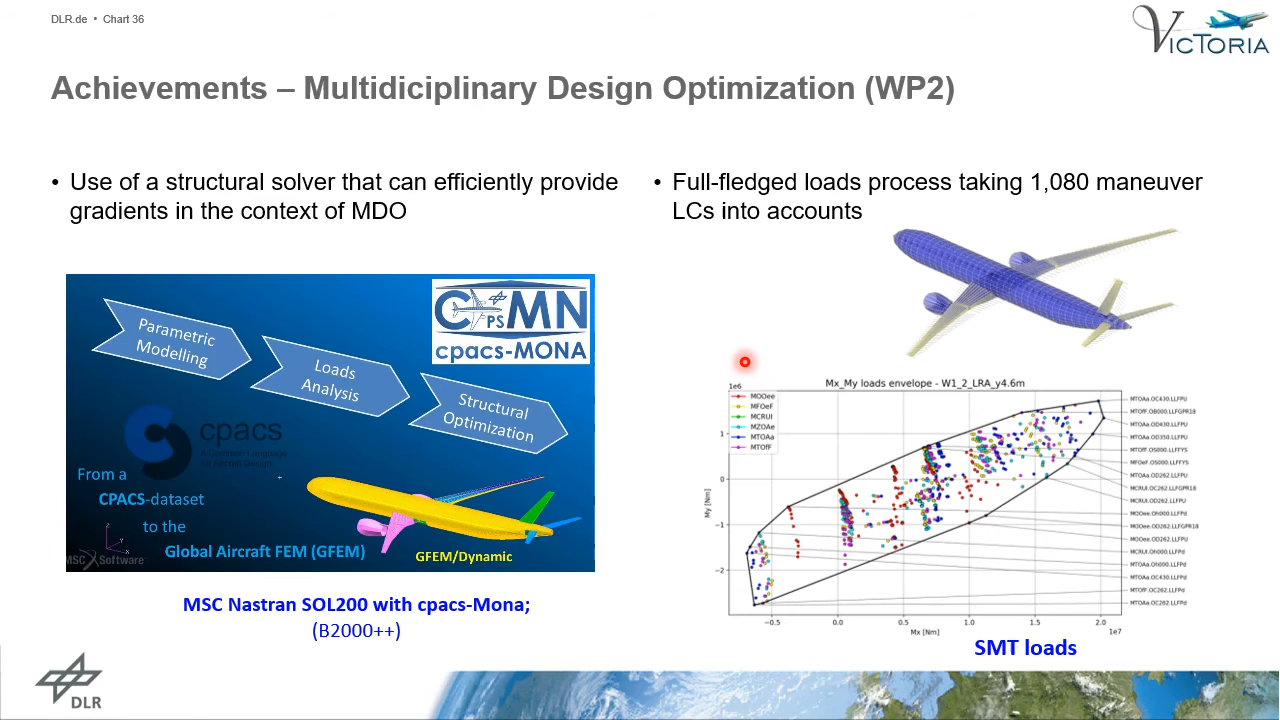 DLR.de • Chart 36
VICTORIA
Achievements – Multidiciplinary Design Optimization (WP2)
• Use of a structural solver that can efficiently provide
gradients in the context of MDO
Parametric
Modelling
Loads
Analysis
Structural
Optimization
CPSMN
cpacs-MONA
cpacs
A Common Language
for Aircraft Design
From a
CPACS-dataset
to the
Global Aircraft FEM (GFEM)
GFEM/Dynamic
Z
Y
X
MSC Software
MSC Nastran SOL200 with cpacs-Mona;
(B2000++)
• Full-fledged loads process taking 1,080 maneuver
LCs into accounts
Mx_My loads envelope - W1_2_LRA_y4.6m
1e6
MOOee
MFOeF
MCRUI
MZOAe
MTOAa
MTOfF
My [Nm]
1
0
−1
−2
−0.5
0.0
0.5
1.0
1.5
2.0
1e7
Mx [Nm]
MTOAa.OC430.LLFPU
MTOfF.OB000.LLFGPR18
MTOAa.OD430.LLFPU
MTOAa.OD350.LLFPU
MTOfF.OS000.LLFFYS
MFOeF.OS000.LLFFYS
MTOAa.OD262.LLFPU
MCRUI.OC262.LLFGPR18
MCRUI.OD262.LLFPU
MOOee.Oh000.LLFPd
MOOee.OD262.LLFGPR18
MOOee.OD262.LLFPU
MCRUI.Oh000.LLFPd
MTOAa.Oh000.LLFPd
MTOAa.OC430.LLFPd
MTOfF.OC262.LLFPd
MTOAa.OC262.LLFPd
SMT loads
DLR